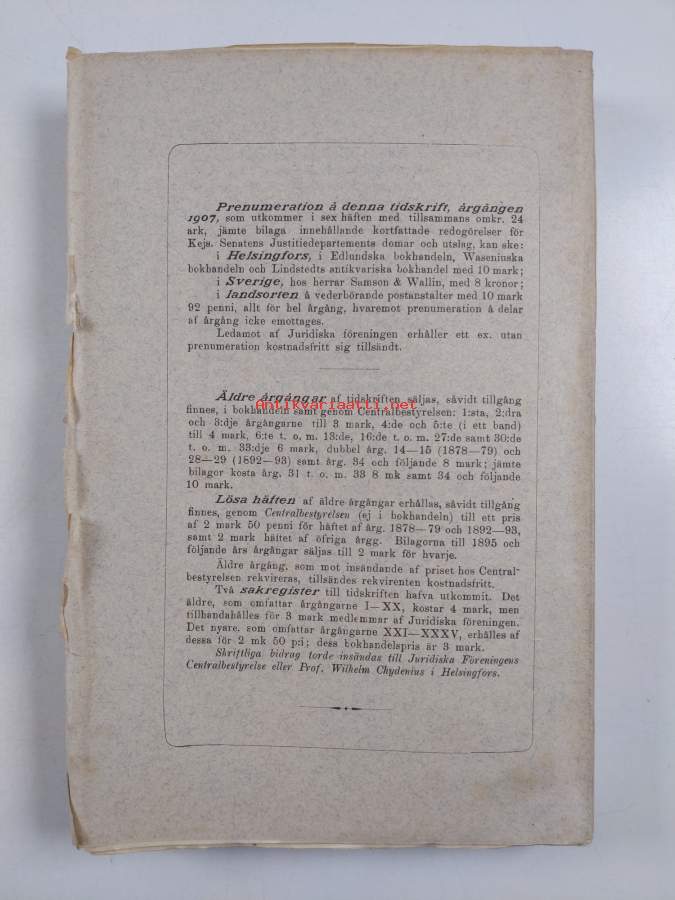 Prenumeration å denna tidskrift, årgången
1907, som utkommer i sex häften med tillsammans omkr. 24
ark, jämte bilaga innehållande kortfattade redogörelser för
Kejs. Senatens Justitiedepartements domar och utslag, kan ske:
i Helsingfors, i Edlundska bokhandeln, Waseniuska
bokhandeln och Lindstedts antikvariska bokhandel med 10 mark;
i Sverige, hos herrar Samson & Wallin, med 8 kronor;
i landsorten å vederbörande postanstalter med 10 mark
92 penni, allt för hel årgång, hvaremot prenumeration å delar
af årgång icke emottages.
Ledamot af Juridiska föreningen erhåller ett ex. utan
prenumeration kostnadsfritt sig tillsändt.
Äldre årgångar af tidskriften säljas, såvidt tillgång
Antikvariaatti.net
finnes, i bokhandeln samt genom Centralbestyrelsen: 1:sta, 2:dra
och 3:dje årgångarne till 3 mark, 4:de och 5:te (i ett band)
till 4 mark, 6:te t. o. m. 13:de, 16:de t. o. m. 27:de samt 30:de
t. o. m. 33:dje 6 mark, dubbel årg. 14—15 (1878—79) och
28—29 (1892—93) samt årg. 34 och följande 8 mark; jämte
bilagor kosta årg. 31 t. o. m. 33 8 mk samt 34 och följande
10 mark.
Lösa häften af äldre årgångar erhållas, såvidt tillgång
finnes, genom Centralbestyrelsen (ej i bokhandeln) till ett pris
af 2 mark 50 penni för häftet af årg. 1878—79 och 1892—93,
samt 2 mark häftet af öfriga årgg. Bilagorna till 1895 och
följande års årgångar säljas till 2 mark för hvarje.
Äldre årgång, som mot insändande af priset hos Central-
bestyrelsen rekvireras, tillsändes rekvirenten kostnadsfritt.
Två sakregister till tidskriften hafva utkommit. Det
äldre, som omfattar årgångarne I—XX, kostar 4 mark, men
tillhandahålles för 3 mark medlemmar af Juridiska föreningen.
Det nyare, som omfattar årgångarne XXI—XXXV, erhålles af
dessa för 2 mk 50 p:i; dess bokhandelspris är 3 mark.
Skriftliga bidrag torde insändas till Juridiska Föreningens
Centralbestyrelse eller Prof. Wilhelm Chydenius i Helsingfors.